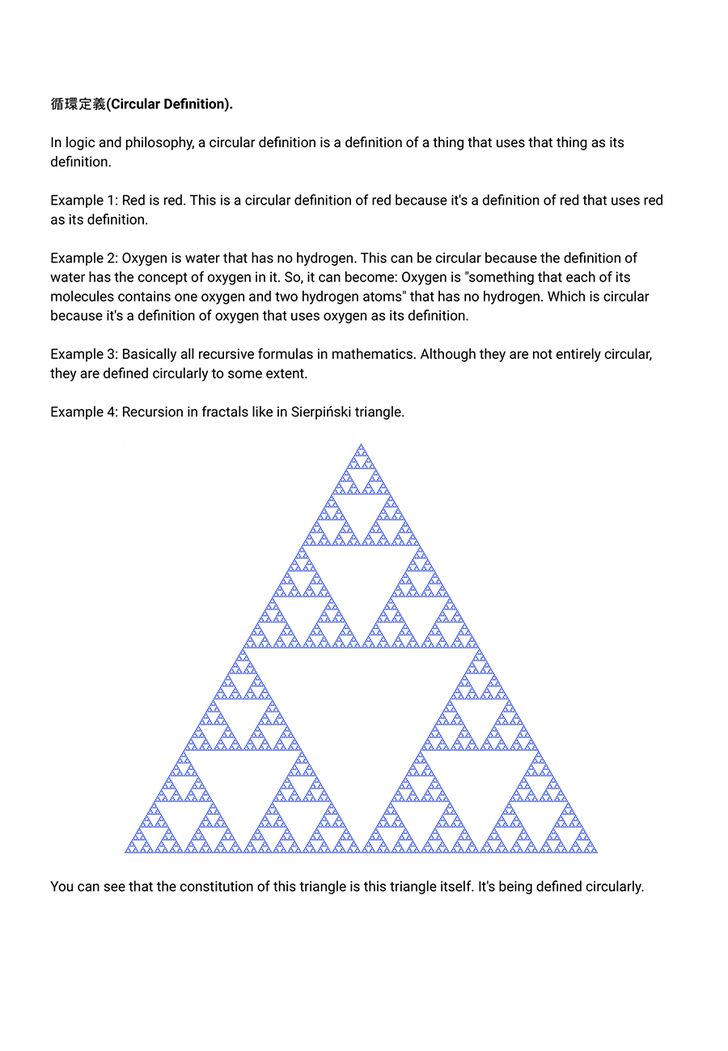 循環定義(Circular Definition).
In logic and philosophy, a circular definition is a definition of a thing that uses that thing as its
definition.
Example 1: Red is red. This is a circular definition of red because it's a definition of red that uses red
as its definition.
Example 2: Oxygen is water that has no hydrogen. This can be circular because the definition of
water has the concept of oxygen in it. So, it can become: Oxygen is "something that each of its
molecules contains one oxygen and two hydrogen atoms" that has no hydrogen. Which is circular
because it's a definition of oxygen that uses oxygen as its definition.
Example 3: Basically all recursive formulas in mathematics. Although they are not entirely circular,
they are defined circularly to some extent.
Example 4: Recursion in fractals like in Sierpiński triangle.
You can see that the constitution of this triangle is this triangle itself. It's being defined circularly.